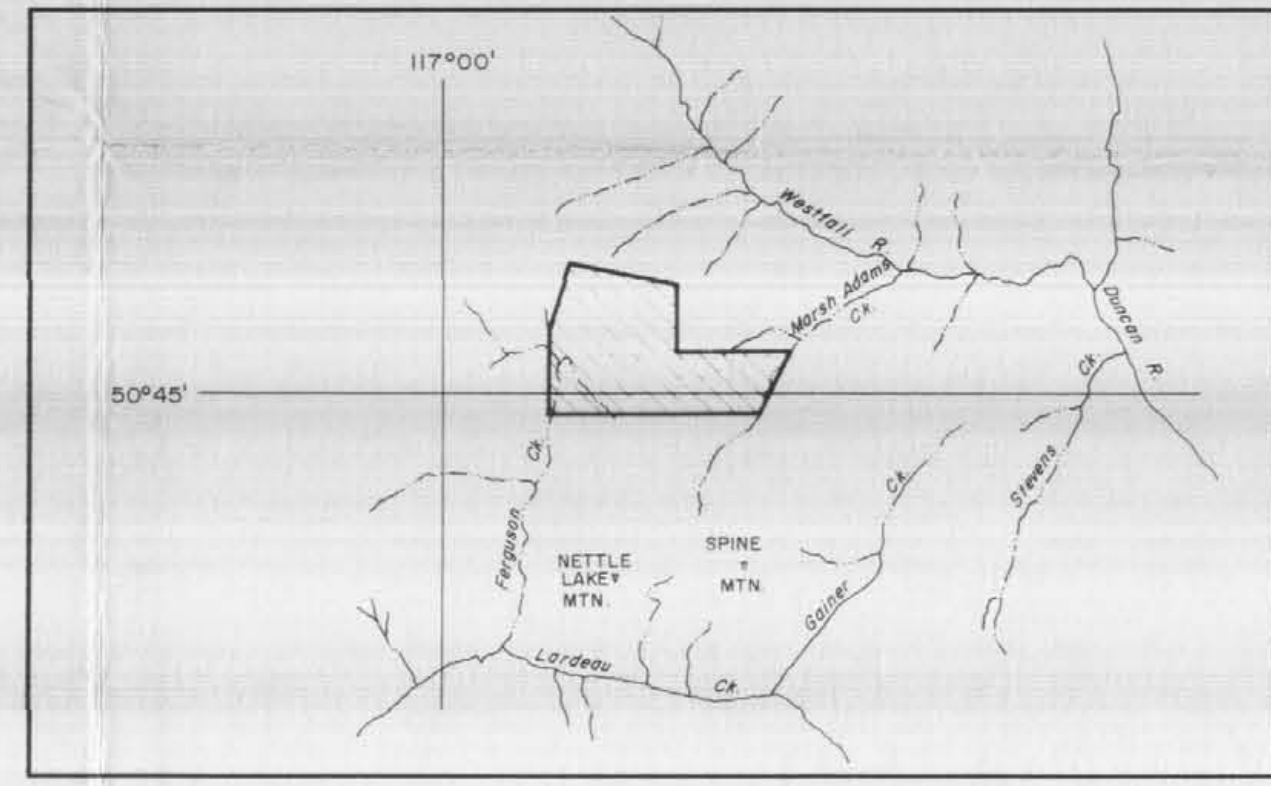 117°00'
Westfall R.
Marsh Adams
Ck.
Duncan R.
50°45'
Ck.
Ck.
Ck.
Stevens
SPINE
MTN.
NETTLE
LAKE
MTN.
Ferguson
Gainer
Lardeau
Ck.